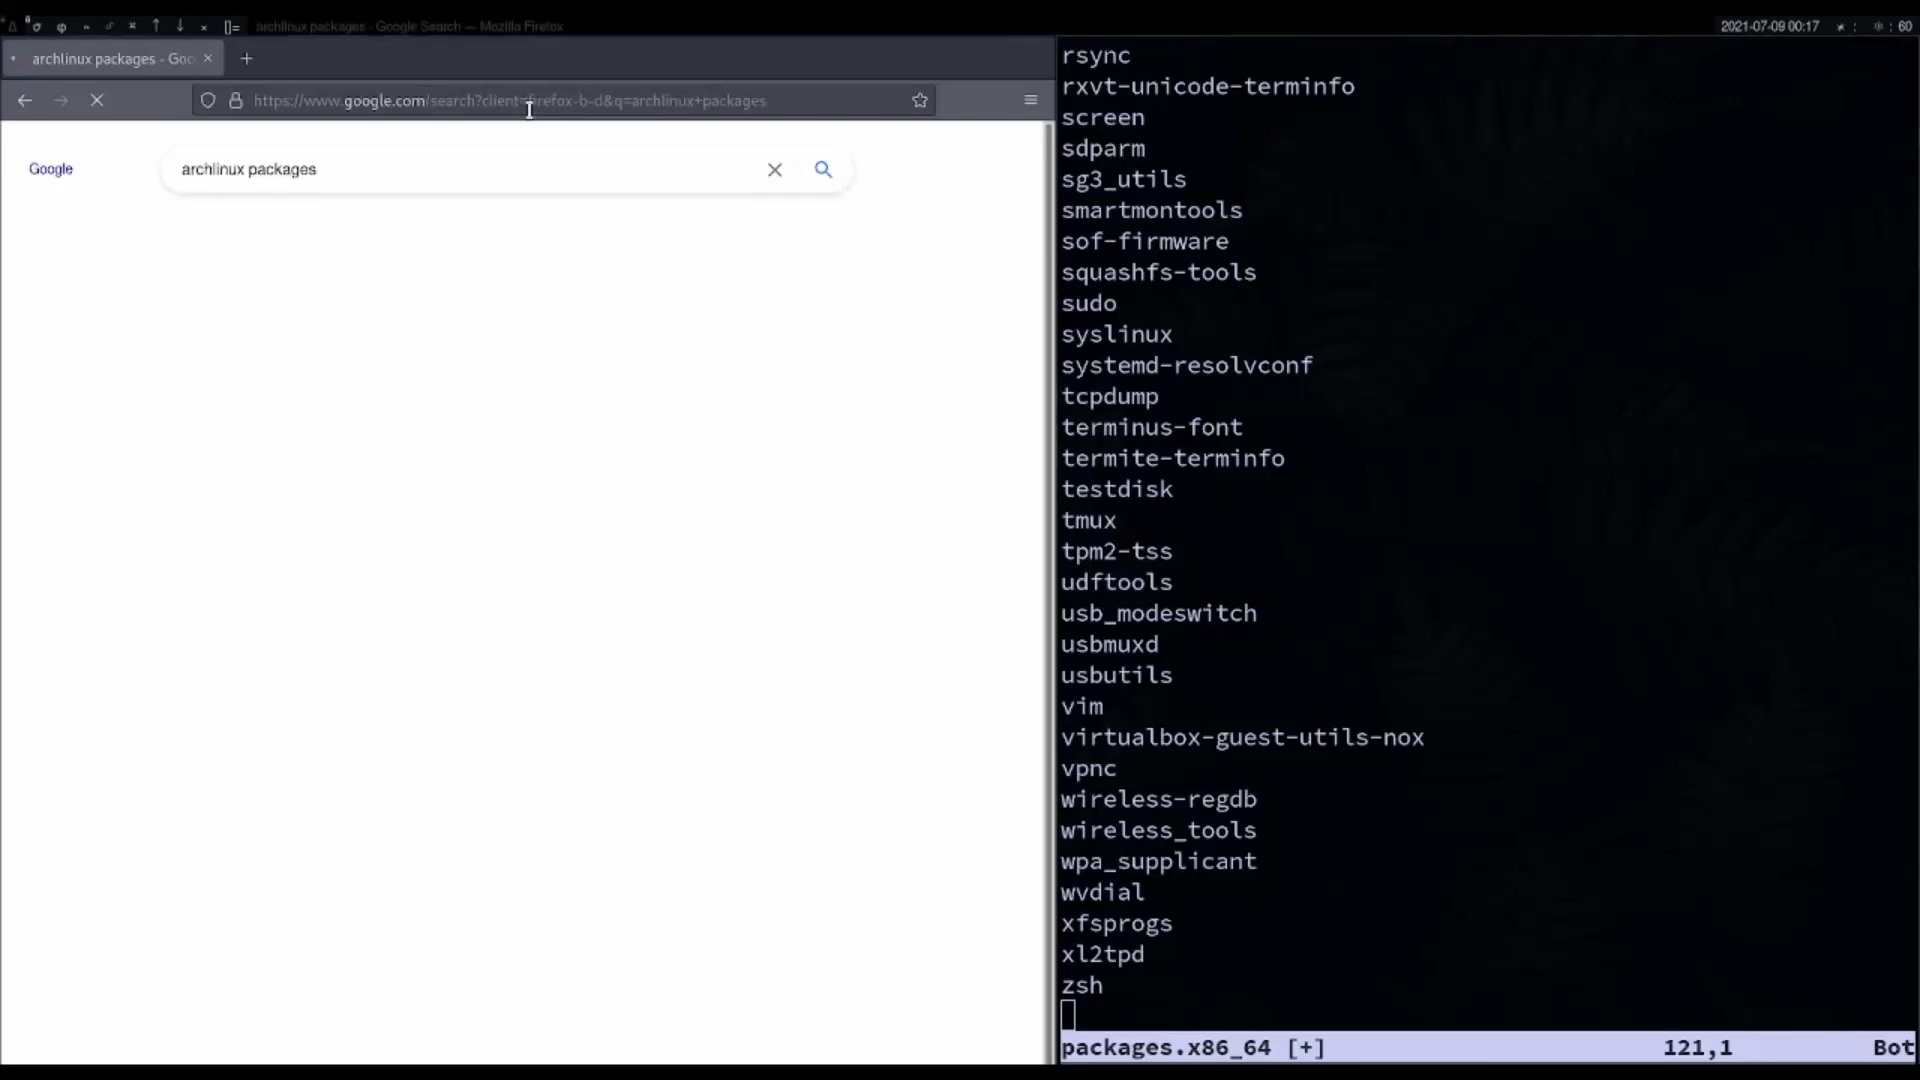 []= archlinux packages - Google Search — Mozilla Firefox
2021-07-09 00:17 : 60
archlinux packages - Goo
https://www.google.com/search?client=firefox-b-d&q=archlinux+packages
Google
archlinux packages
rsync
rxvt-unicode-terminfo
screen
sdparm
sg3_utils
smartmontools
sof-firmware
squashfs-tools
sudo
syslinux
systemd-resolvconf
tcpdump
terminus-font
termite-terminfo
testdisk
tmux
tpm2-tss
udftools
usb_modeswitch
usbmuxd
usbutils
vim
virtualbox-guest-utils-nox
vpnc
wireless-regdb
wireless_tools
wpa_supplicant
wvdial
xfsprogs
xl2tpd
zsh
packages.x86_64 [+] 121,1 Bot